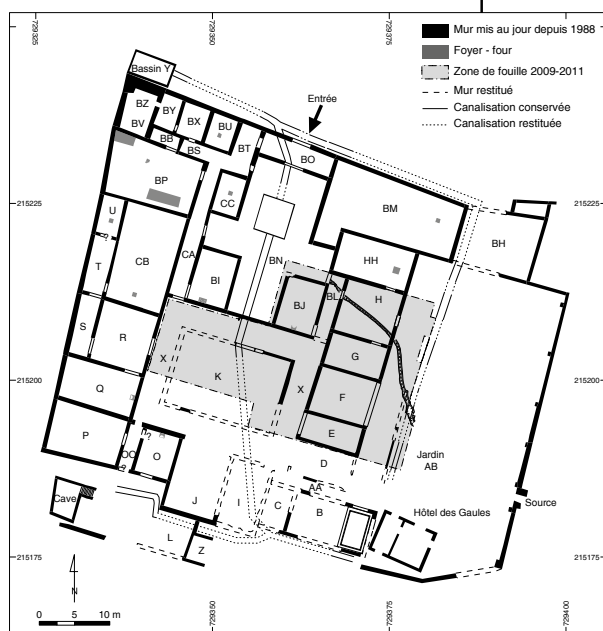 729325
729350
729375
729400
Mur mis au jour depuis 1988
Foyer - four
Zone de fouille 2009-2011
Mur restitué
Canalisation conservée
Canalisation restituée
Bassin Y
Entrée
BZ
BY
BV
BX
BU
BB
BS
BT
BO
BP
CC
BM
215225
215225
U
BH
?
CA
BN
HH
T
CB
BI
BJ
BL
H
S
R
G
X
K
X
F
215200
215200
Q
E
P
OO
?
O
?
D
Jardin
AB
AA
Cave
J
I
C
B
Hôtel des Gaules
Source
L
Z
215175
215175
N
0 5 10 m
729350
729375
729400